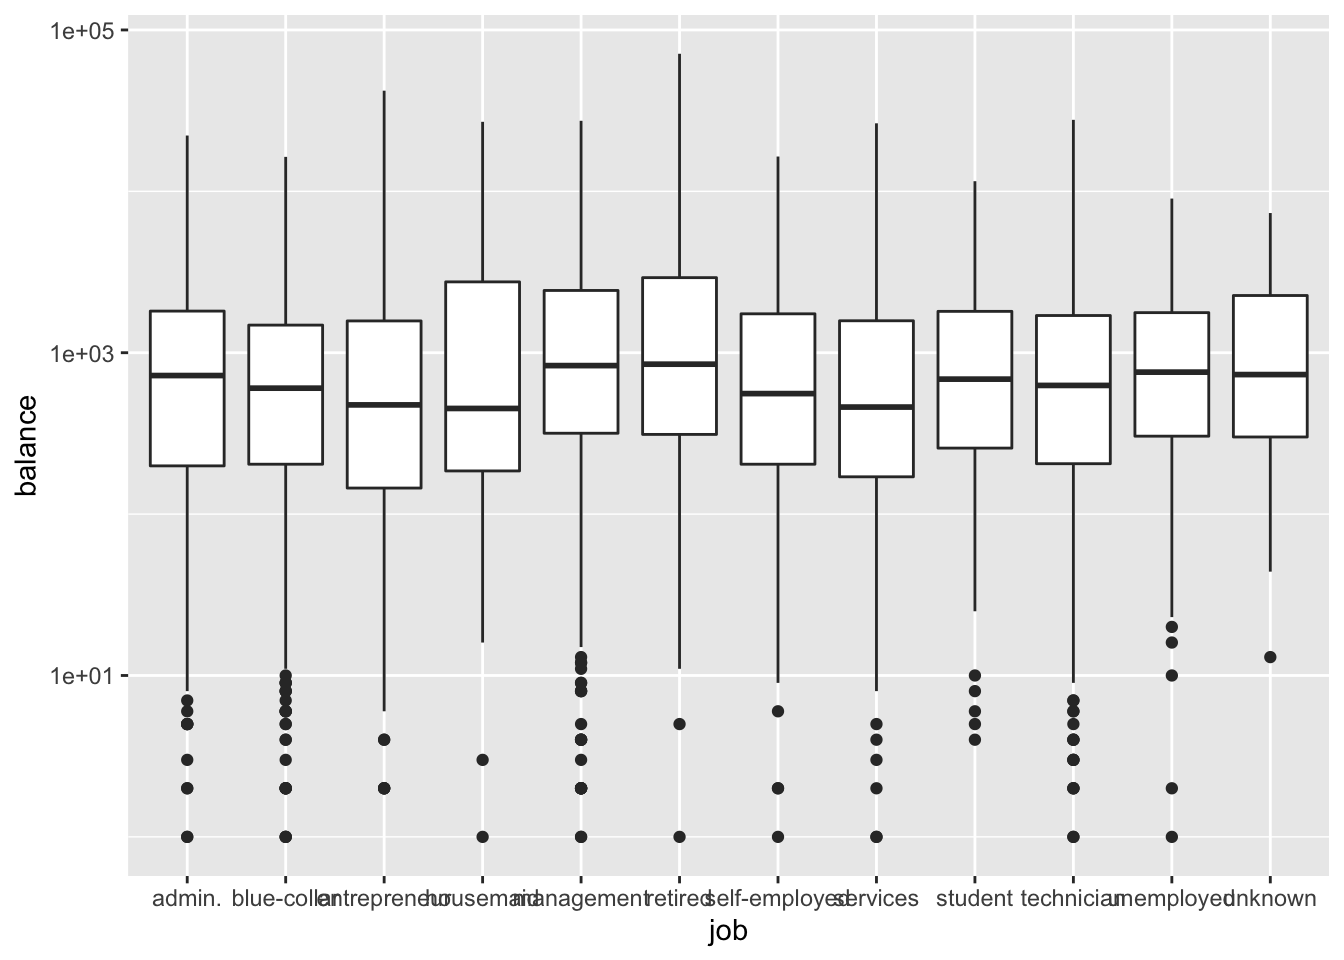 1e+05
1e+03
1e+01
balance
admin. blue-collar entrepreneur housemaid management retired self-employed services student technician unemployed unknown
job